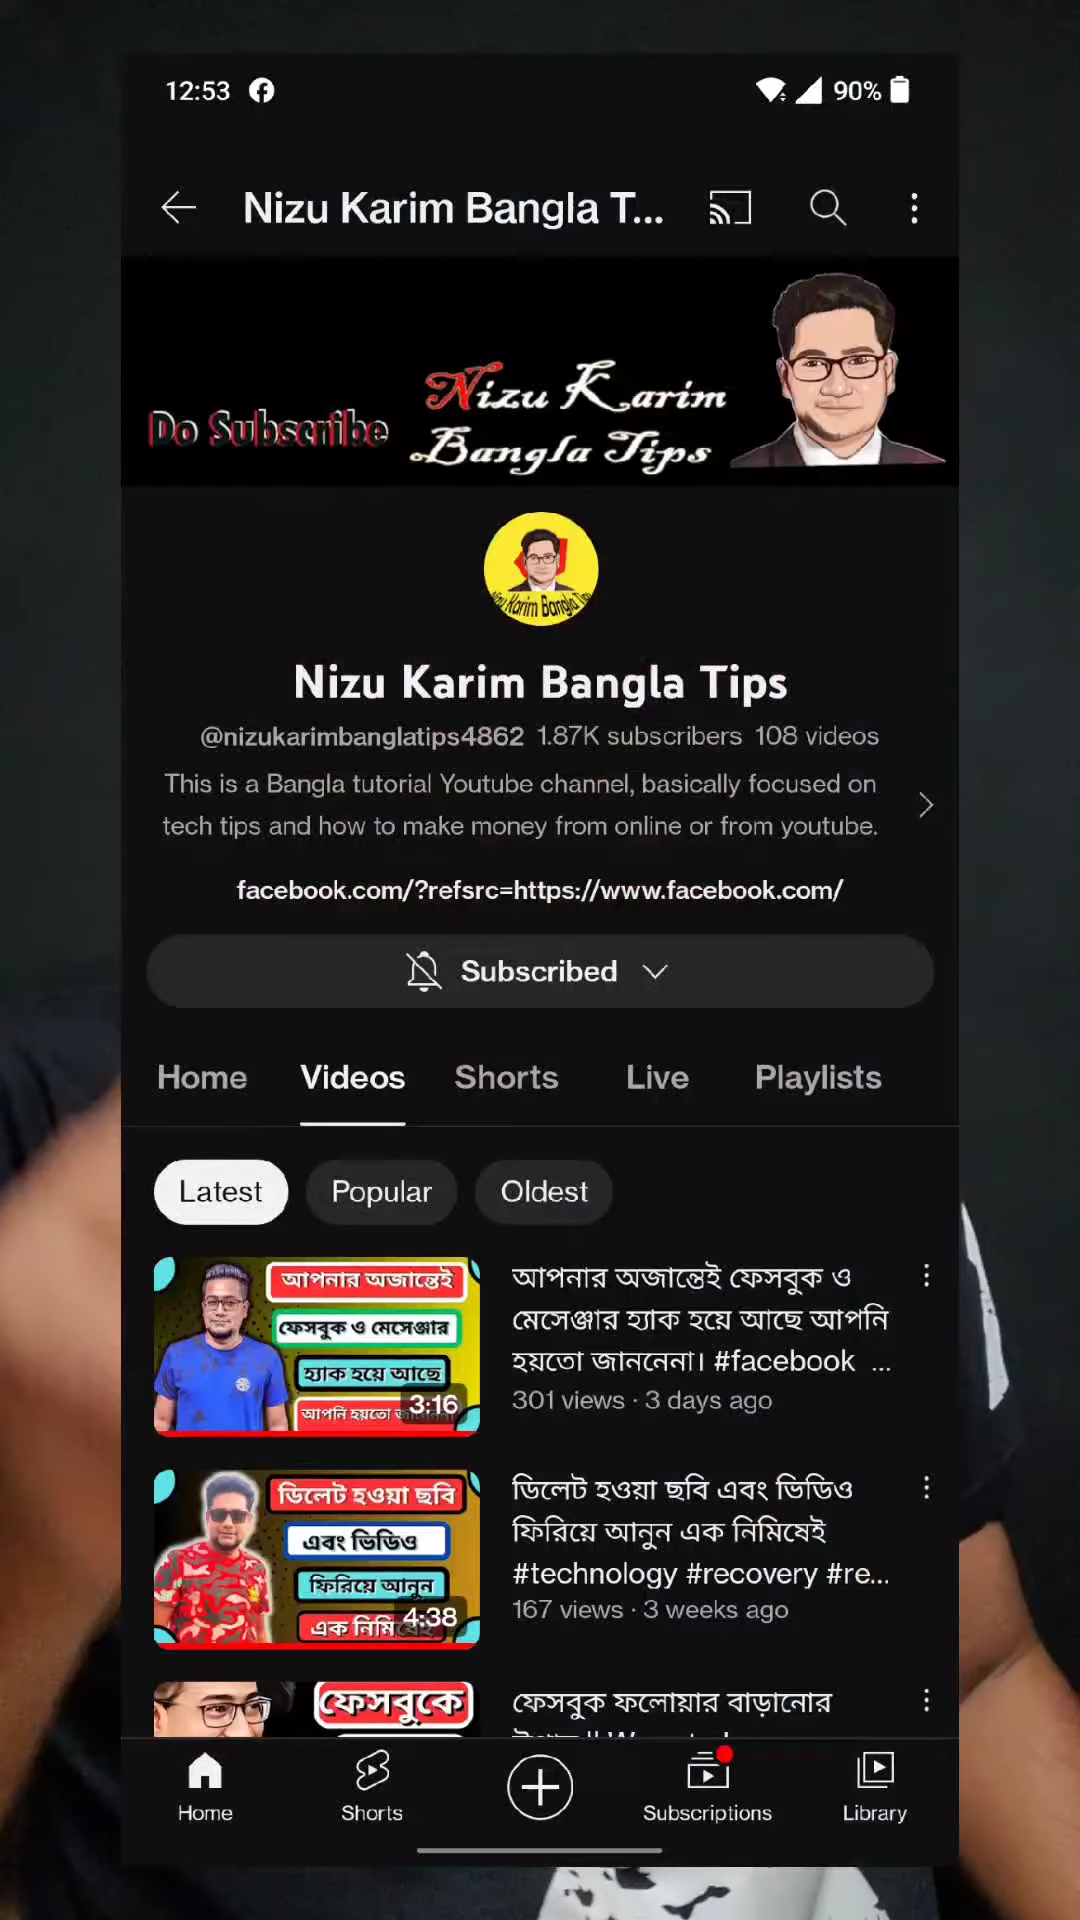 12:53
90%
Nizu Karim Bangla T...
Do Subscribe
Nizu Karim
Bangla Tips
Karim Bangla
Nizu Karim Bangla Tips
@nizukarimbanglatips4862 1.87K subscribers 108 videos
This is a Bangla tutorial Youtube channel, basically focused on
tech tips and how to make money from online or from youtube.
facebook.com/?refsrc=https://www.facebook.com/
Subscribed
Home Videos Shorts Live Playlists
Latest Popular Oldest
আপনার অজান্তেই
ফেসবুক ও মেসেঞ্জার
হ্যাক হয়ে আছে
আপনি হয়তো
3:16
আপনার অজান্তেই ফেসবুক ও
মেসেঞ্জার হ্যাক হয়ে আছে আপনি
হয়তো জাননেনা। #facebook ...
301 views · 3 days ago
ডিলেট হওয়া ছবি
এবং ভিডিও
ফিরিয়ে আনুন
এক নিমিষেই
4:38
ডিলেট হওয়া ছবি এবং ভিডিও
ফিরিয়ে আনুন এক নিমিষেই
#technology #recovery #re...
167 views · 3 weeks ago
ফেসবুকে
ফেসবুক ফলোয়ার বাড়ানোর
Home Shorts Subscriptions Library